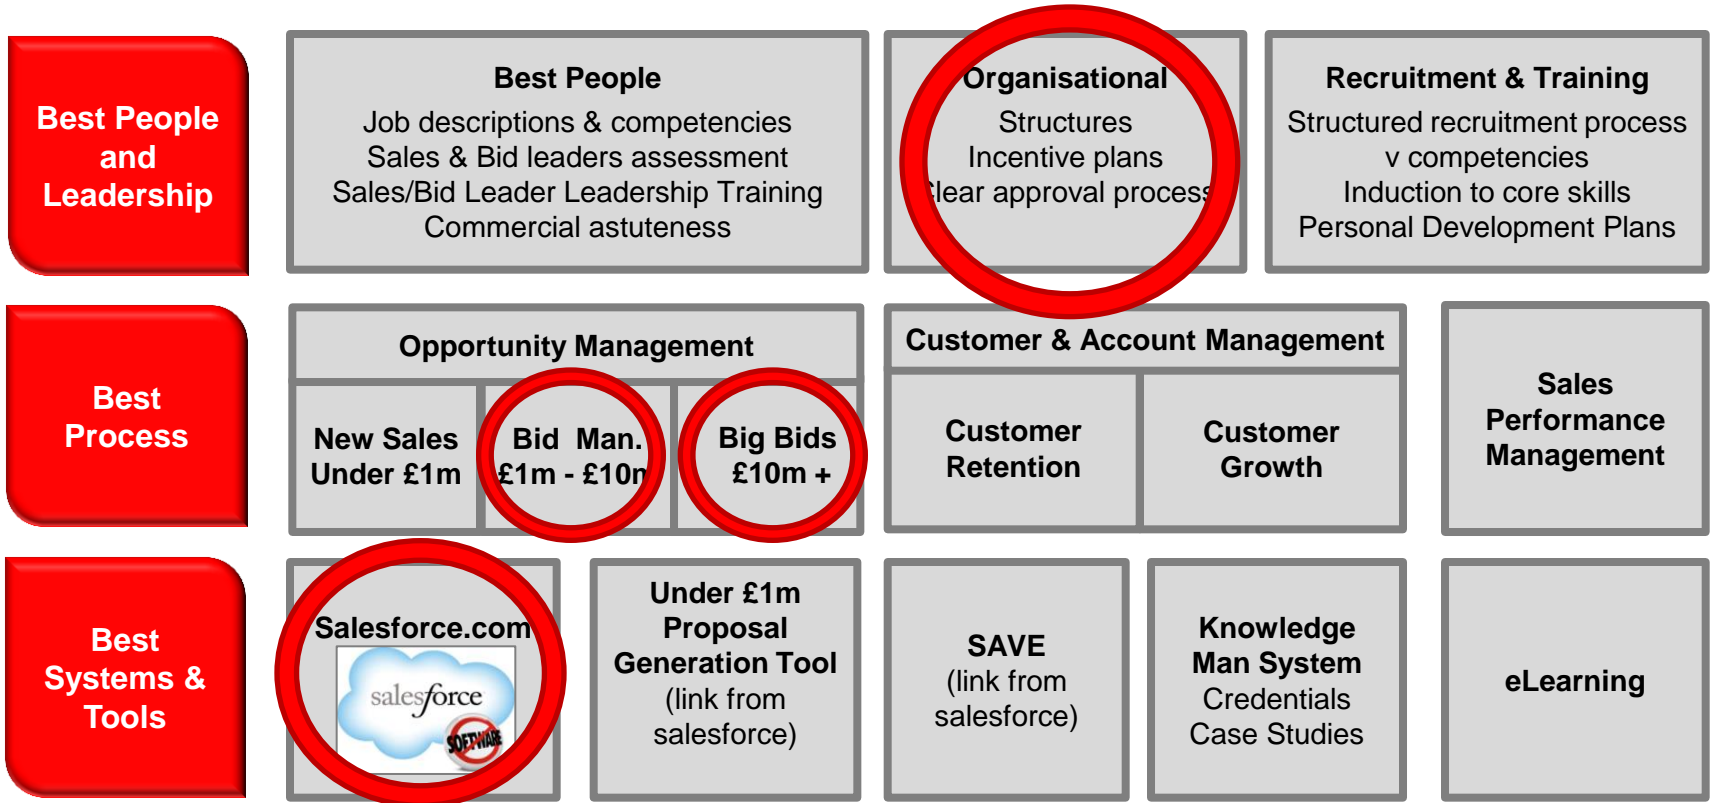 Best People
and
Leadership
Best People
Job descriptions & competencies
Sales & Bid leaders assessment
Sales/Bid Leader Leadership Training
Commercial astuteness
Organisational
Structures
Incentive plans
Clear approval process
Recruitment & Training
Structured recruitment process
v competencies
Induction to core skills
Personal Development Plans
Best
Process
Opportunity Management
New Sales
Under £1m
Bid Man.
£1m - £10m
Big Bids
£10m +
Customer & Account Management
Customer
Retention
Customer
Growth
Sales
Performance
Management
Best
Systems &
Tools
Salesforce.com
salesforce
SOFTWARE
Under £1m
Proposal
Generation Tool
(link from
salesforce)
SAVE
(link from
salesforce)
Knowledge
Man System
Credentials
Case Studies
eLearning